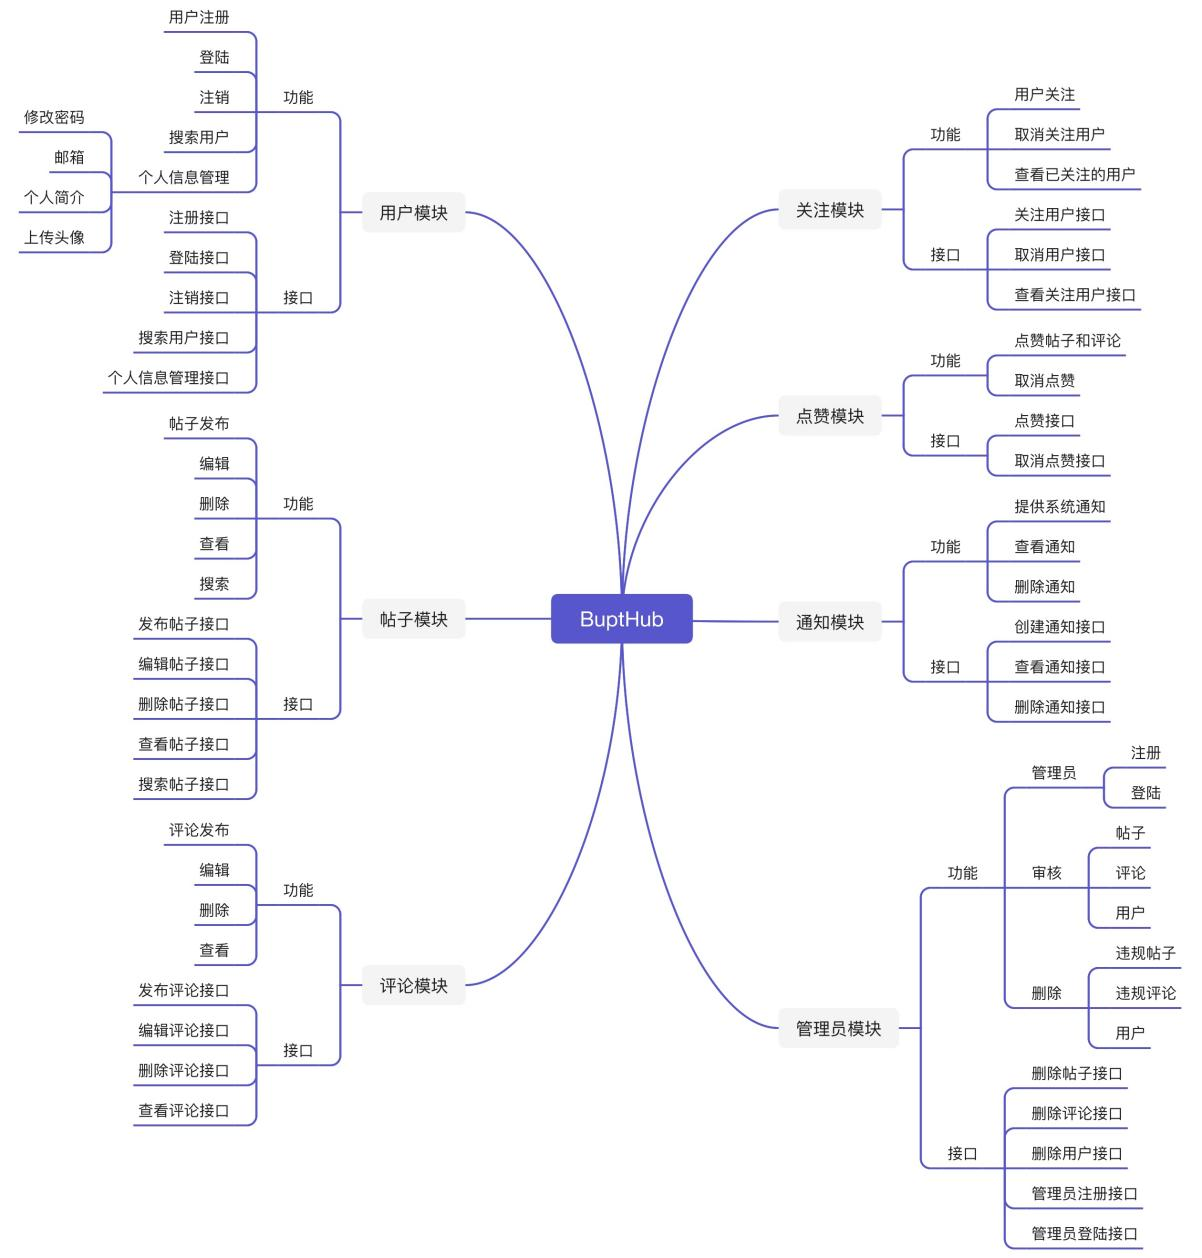 BuptHub
用户模块
功能
用户注册
登陆
注销
搜索用户
个人信息管理
修改密码
邮箱
个人简介
上传头像
接口
注册接口
登陆接口
注销接口
搜索用户接口
个人信息管理接口
帖子模块
功能
帖子发布
编辑
删除
查看
搜索
接口
发布帖子接口
编辑帖子接口
删除帖子接口
查看帖子接口
搜索帖子接口
评论模块
功能
评论发布
编辑
删除
查看
接口
发布评论接口
编辑评论接口
删除评论接口
查看评论接口
关注模块
功能
用户关注
取消关注用户
查看已关注的用户
接口
关注用户接口
取消用户接口
查看关注用户接口
点赞模块
功能
点赞帖子和评论
取消点赞
接口
点赞接口
取消点赞接口
通知模块
功能
提供系统通知
查看通知
删除通知
接口
创建通知接口
查看通知接口
删除通知接口
管理员模块
功能
管理员
注册
登陆
审核
帖子
评论
用户
删除
违规帖子
违规评论
用户
接口
删除帖子接口
删除评论接口
删除用户接口
管理员注册接口
管理员登陆接口